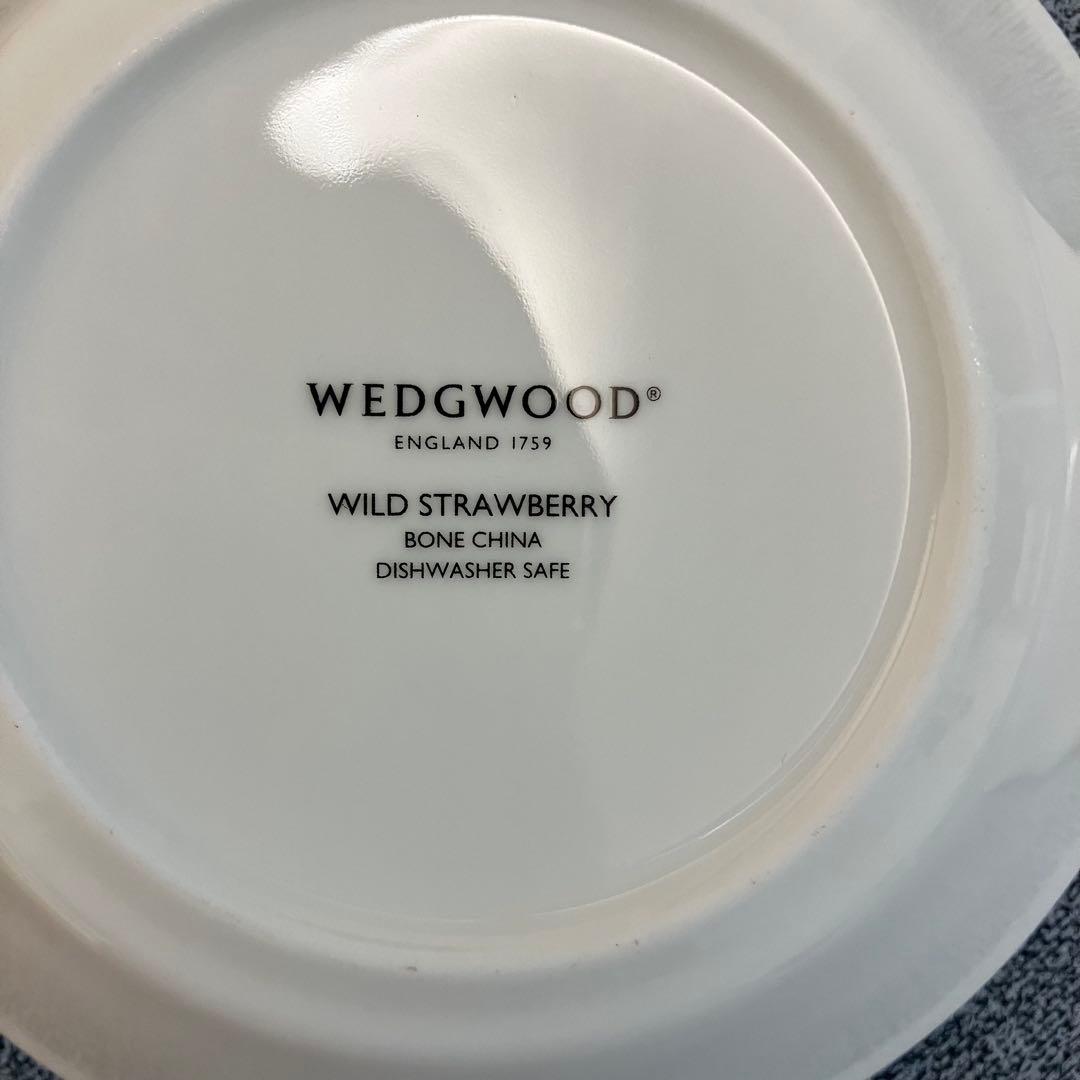 WEDGWOOD®
ENGLAND 1759
WILD STRAWBERRY
BONE CHINA
DISHWASHER SAFE